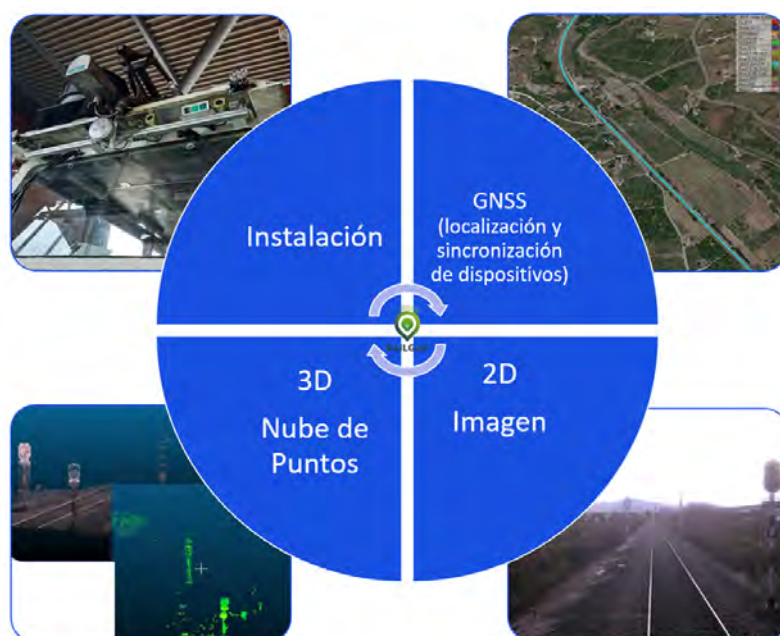 Instalación
GNSS
(localización y
sincronización
de dispositivos)
3D
Nube de
Puntos
2D
Imagen